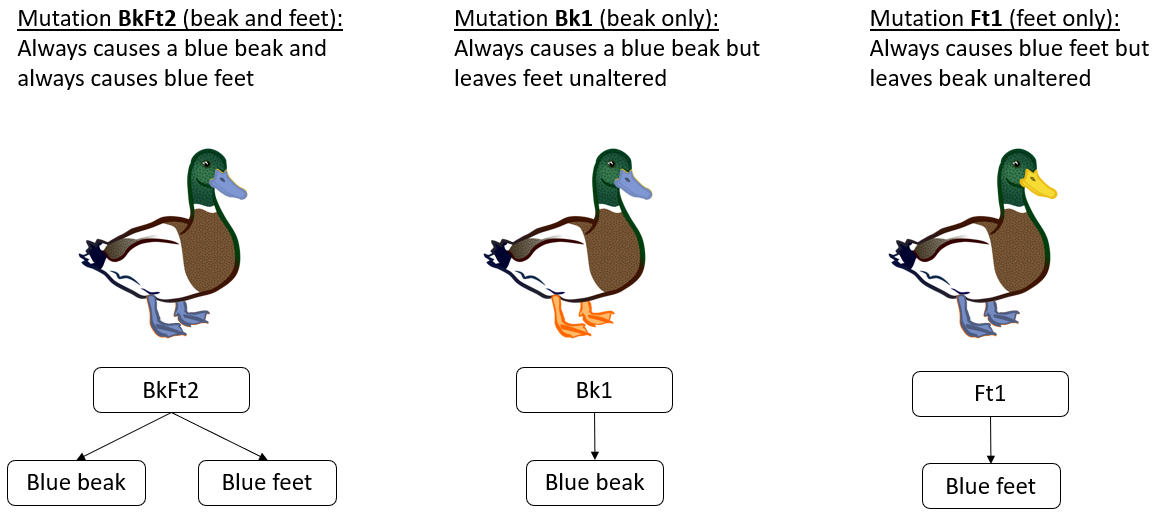 Mutation BkFt2 (beak and feet):
Always causes a blue beak and
always causes blue feet
Mutation Bk1 (beak only):
Always causes a blue beak but
leaves feet unaltered
Mutation Ft1 (feet only):
Always causes blue feet but
leaves beak unaltered
BkFt2
Blue beak
Blue feet
Bk1
Blue beak
Ft1
Blue feet